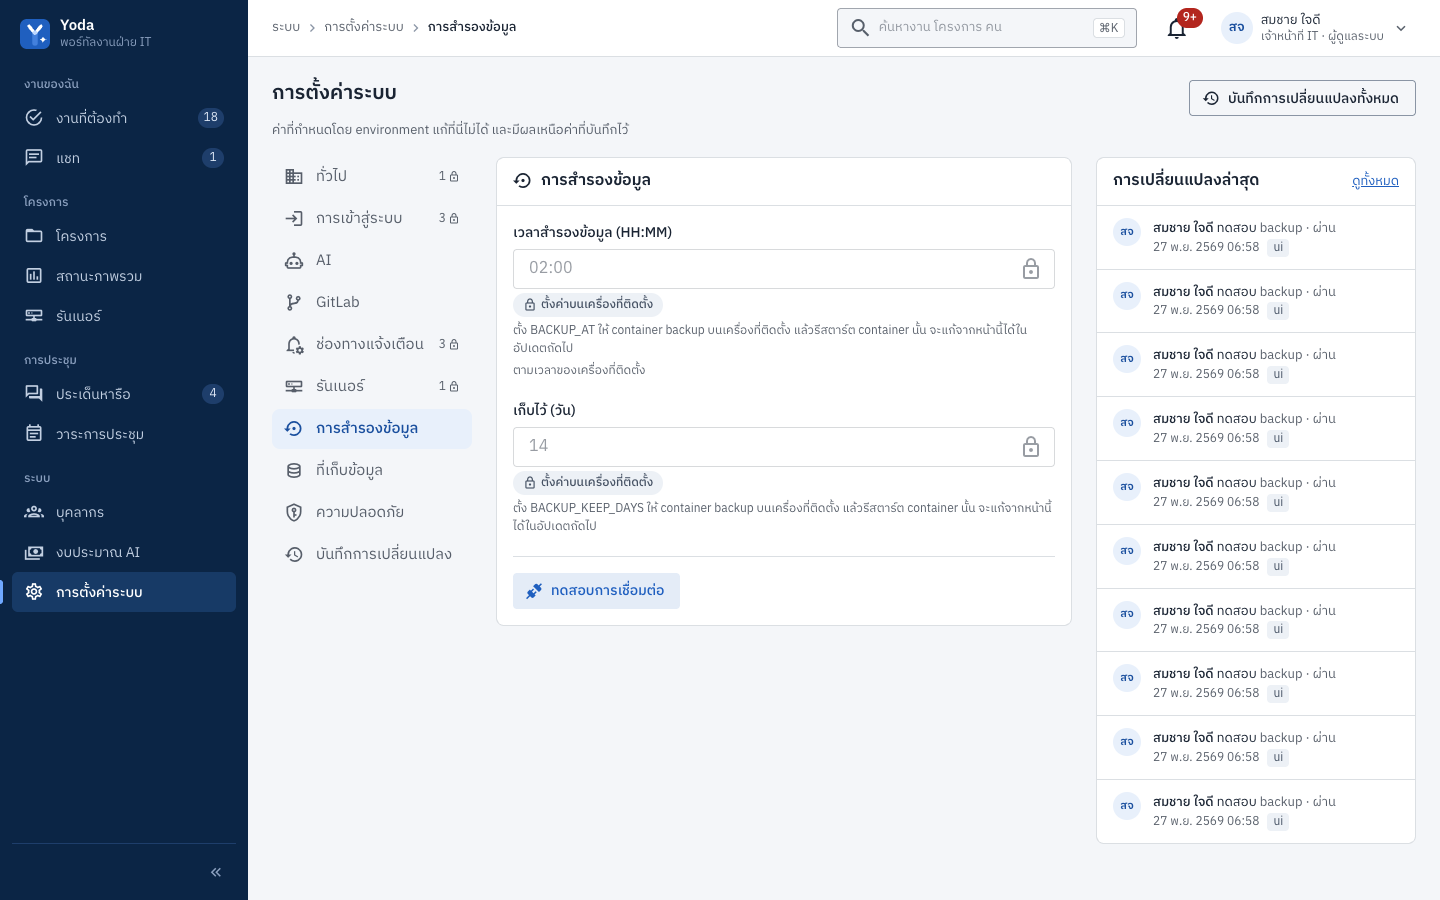 Yoda
พอร์ทัลงานฝ่าย IT
งานของฉัน
งานที่ต้องทำ 18
แชท 1
โครงการ
โครงการ
สถานะภาพรวม
รันเนอร์
การประชุม
ประเด็นหารือ 4
วาระการประชุม
ระบบ
บุคลากร
งบประมาณ AI
การตั้งค่าระบบ
ระบบ › การตั้งค่าระบบ › การสำรองข้อมูล
ค้นหางาน โครงการ คน ⌘K
9+
สจ
สมชาย ใจดี
เจ้าหน้าที่ IT · ผู้ดูแลระบบ
การตั้งค่าระบบ
บันทึกการเปลี่ยนแปลงทั้งหมด
ค่าที่กำหนดโดย environment แก้ที่นี่ไม่ได้ และมีผลเหนือค่าที่บันทึกไว้
ทั่วไป 1
การเข้าสู่ระบบ 3
AI
GitLab
ช่องทางแจ้งเตือน 3
รันเนอร์ 1
การสำรองข้อมูล
ที่เก็บข้อมูล
ความปลอดภัย
บันทึกการเปลี่ยนแปลง
การสำรองข้อมูล
เวลาสำรองข้อมูล (HH:MM)
02:00
ตั้งค่าบนเครื่องที่ติดตั้ง
ตั้ง BACKUP_AT ให้ container backup บนเครื่องที่ติดตั้ง แล้วรีสตาร์ต container นั้น จะแก้จากหน้านี้ได้ใน
อัปเดตถัดไป
ตามเวลาของเครื่องที่ติดตั้ง
เก็บไว้ (วัน)
14
ตั้งค่าบนเครื่องที่ติดตั้ง
ตั้ง BACKUP_KEEP_DAYS ให้ container backup บนเครื่องที่ติดตั้ง แล้วรีสตาร์ต container นั้น จะแก้จากหน้านี้
ได้ในอัปเดตถัดไป
ทดสอบการเชื่อมต่อ
การเปลี่ยนแปลงล่าสุด ดูทั้งหมด
สจ สมชาย ใจดี ทดสอบ backup · ผ่าน
27 พ.ย. 2569 06:58 ui
สจ สมชาย ใจดี ทดสอบ backup · ผ่าน
27 พ.ย. 2569 06:58 ui
สจ สมชาย ใจดี ทดสอบ backup · ผ่าน
27 พ.ย. 2569 06:58 ui
สจ สมชาย ใจดี ทดสอบ backup · ผ่าน
27 พ.ย. 2569 06:58 ui
สจ สมชาย ใจดี ทดสอบ backup · ผ่าน
27 พ.ย. 2569 06:58 ui
สจ สมชาย ใจดี ทดสอบ backup · ผ่าน
27 พ.ย. 2569 06:58 ui
สจ สมชาย ใจดี ทดสอบ backup · ผ่าน
27 พ.ย. 2569 06:58 ui
สจ สมชาย ใจดี ทดสอบ backup · ผ่าน
27 พ.ย. 2569 06:58 ui
สจ สมชาย ใจดี ทดสอบ backup · ผ่าน
27 พ.ย. 2569 06:58 ui
สจ สมชาย ใจดี ทดสอบ backup · ผ่าน
27 พ.ย. 2569 06:58 ui